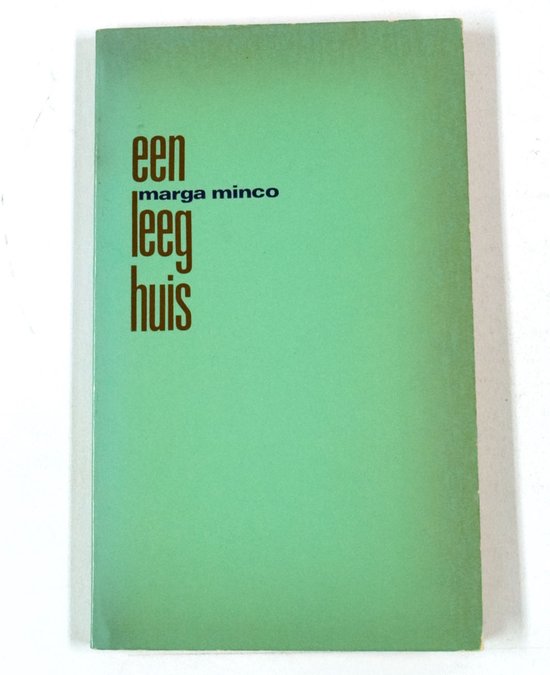 een
marga minco
leeg
huis